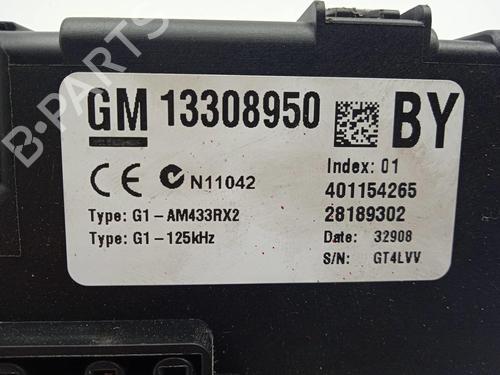 GM 13308950 BY
CE N11042
Index: 01
401154265
Type: G1-AM433RX2 28189302
Type: G1-125kHz Date: 32908
S/N: GT4LVV
B-PARTS